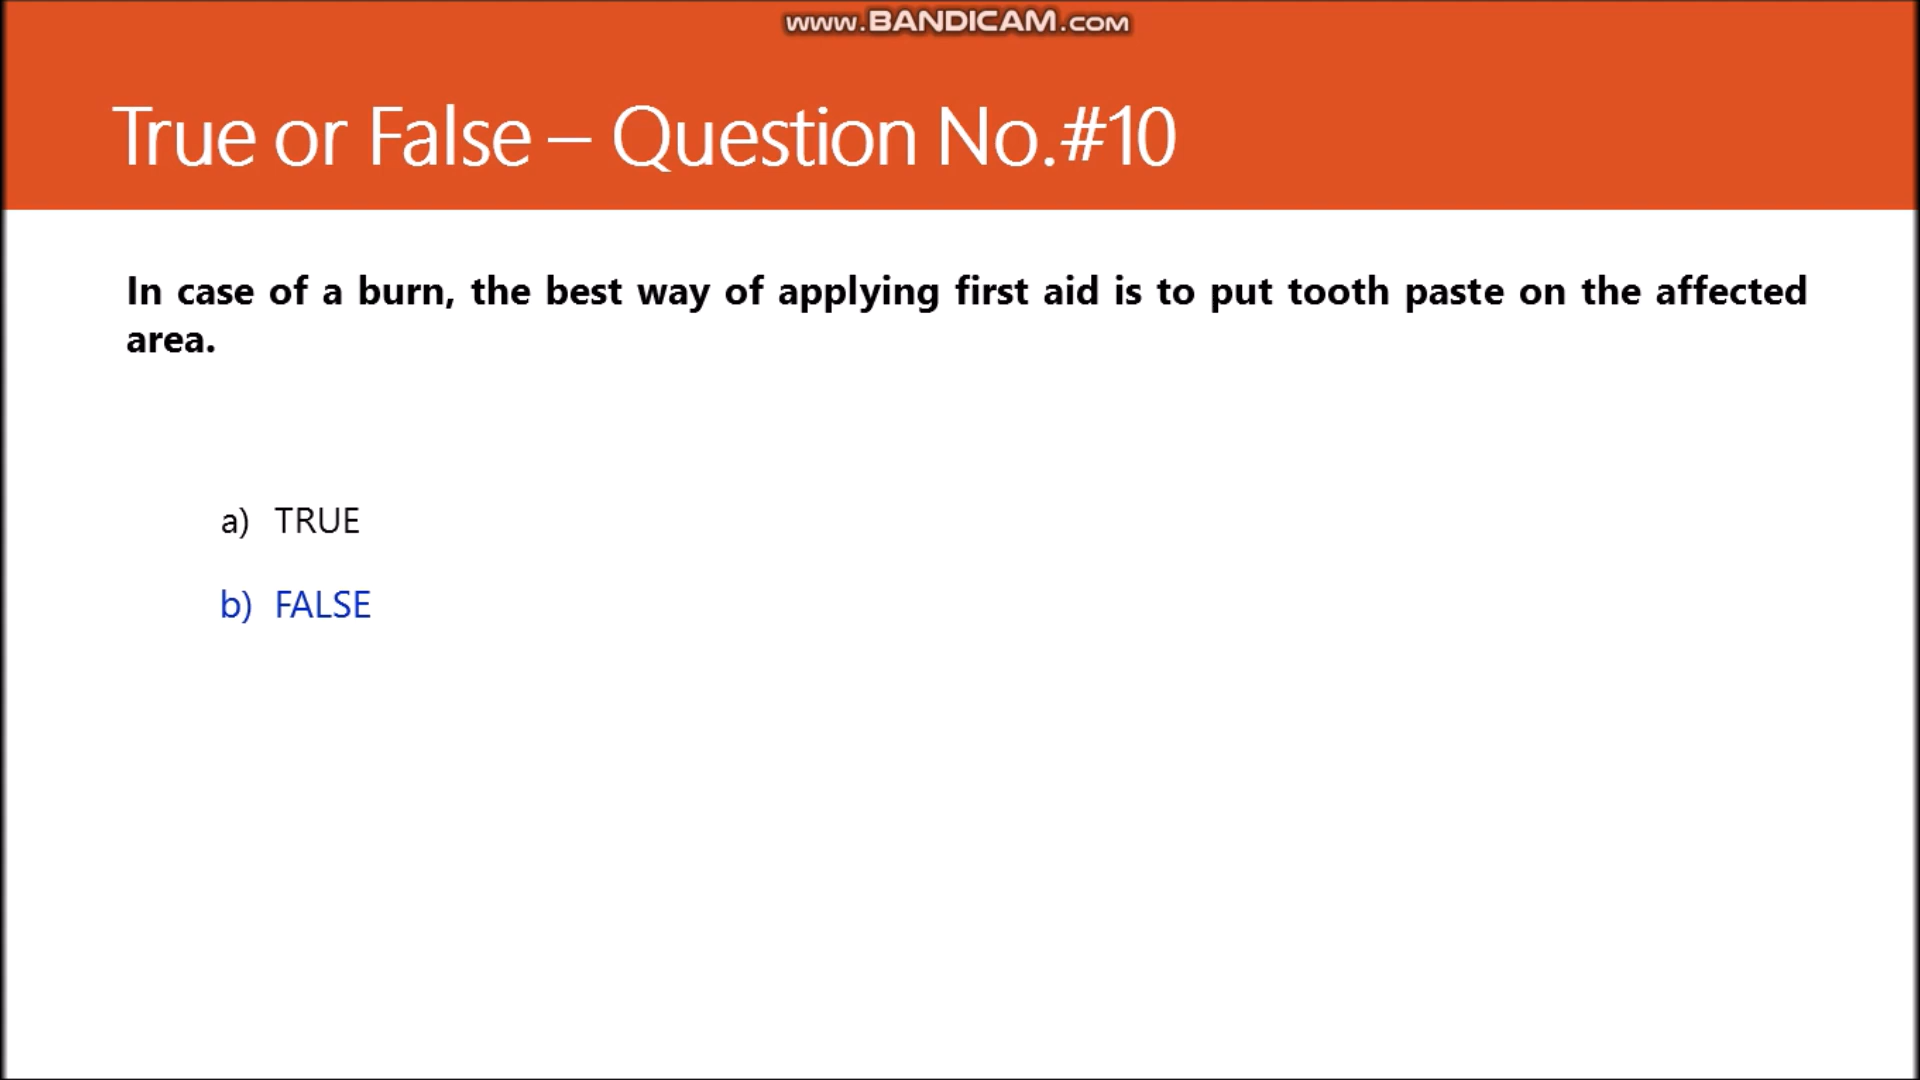 www.BANDICAM.com
True or False – Question No.#10
In case of a burn, the best way of applying first aid is to put tooth paste on the affected
area.
a) TRUE
b) FALSE